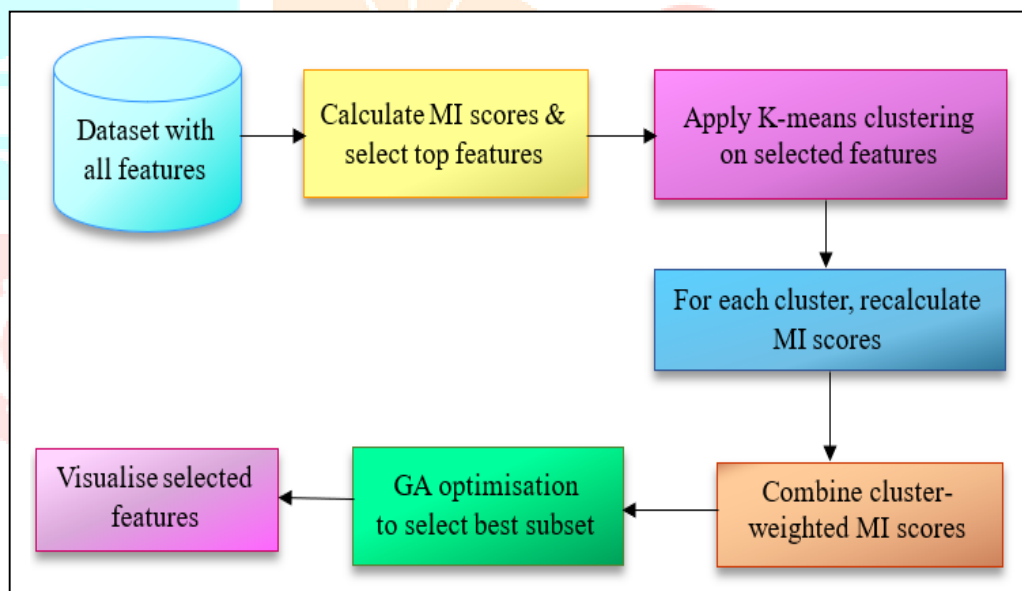 Dataset with
all features
Calculate MI scores &
select top features
Apply K-means clustering
on selected features
For each cluster, recalculate
MI scores
Combine cluster-
weighted MI scores
GA optimisation
to select best subset
Visualise selected
features